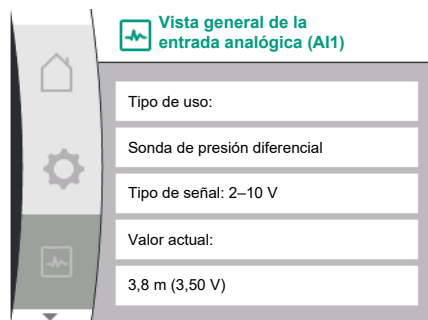 Vista general de la
entrada analógica (AI1)
Tipo de uso:
Sonda de presión diferencial
Tipo de señal: 2–10 V
Valor actual:
3,8 m (3,50 V)